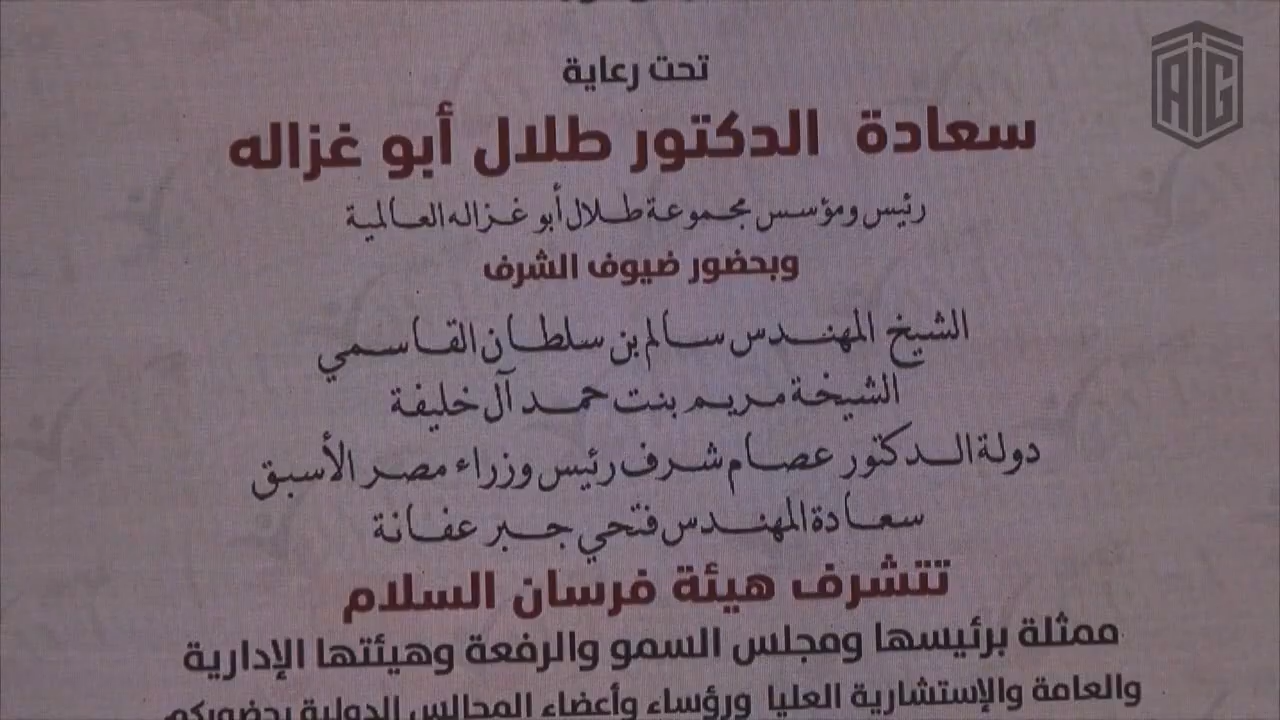 تحت رعاية
سعادة الدكتور طلال أبو غزاله
رئيس ومؤسس مجموعة طلال أبو غزاله العالمية
وبحضور ضيوف الشرف
الشيخ المهندس سالم بن سلطان القاسمي
الشيخة مريم بنت حمد آل خليفة
دولة الدكتور عصام شرف رئيس وزراء مصر الأسبق
سعادة المهندس فتحي جبر عفانة
تتشرف هيئة فرسان السلام
ممثلة برئيسها ومجلس السمو والرفعة وهيئتها الإدارية
والعامة والإستشارية العليا ورؤساء وأعضاء المجالس الدولية بحضوركم
ATG